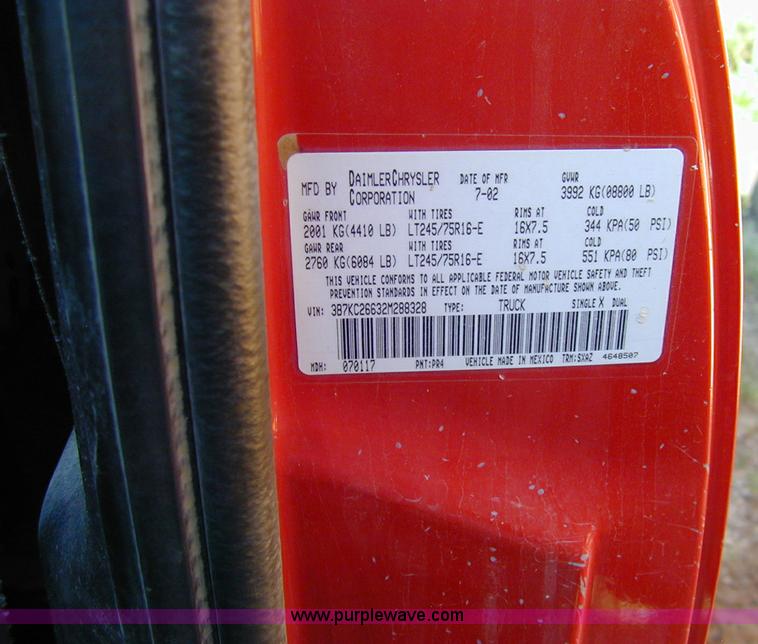 MFD BY DAIMLERCHRYSLER CORPORATION DATE OF MFR 7-02 GVWR 3992 KG(08800 LB)
GAWR FRONT WITH TIRES RIMS AT COLD
2001 KG(4410 LB) LT245/75R16-E 16X7.5 344 KPA(50 PSI)
GAWR REAR WITH TIRES RIMS AT COLD
2760 KG(6084 LB) LT245/75R16-E 16X7.5 551 KPA(80 PSI)
THIS VEHICLE CONFORMS TO ALL APPLICABLE FEDERAL MOTOR VEHICLE SAFETY AND THEFT
PREVENTION STANDARDS IN EFFECT ON THE DATE OF MANUFACTURE SHOWN ABOVE.
VIN: 3B7KC26632M288328 TYPE: TRUCK SINGLE X DUAL
MDH: 070117 PNT:PR4 VEHICLE MADE IN MEXICO TRM:SXAZ 4648507
www.purplewave.com